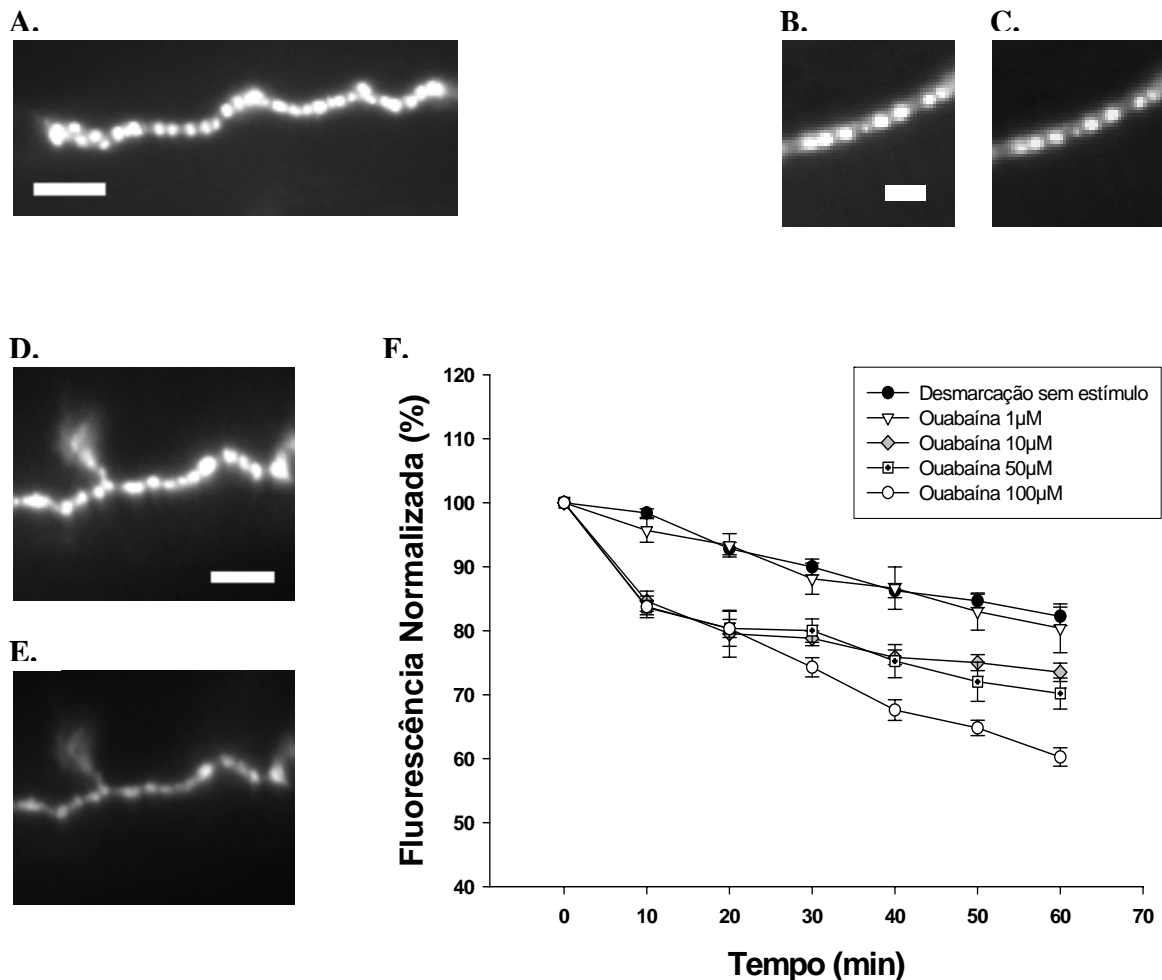 A.
B.
C.
D.
E.
F.
Fluorescência Normalizada (%)
120
110
100
90
80
70
60
50
40
Desmarcação sem estímulo
Ouabaína 1µM
Ouabaína 10µM
Ouabaína 50µM
Ouabaína 100µM
0 10 20 30 40 50 60 70
Tempo (min)